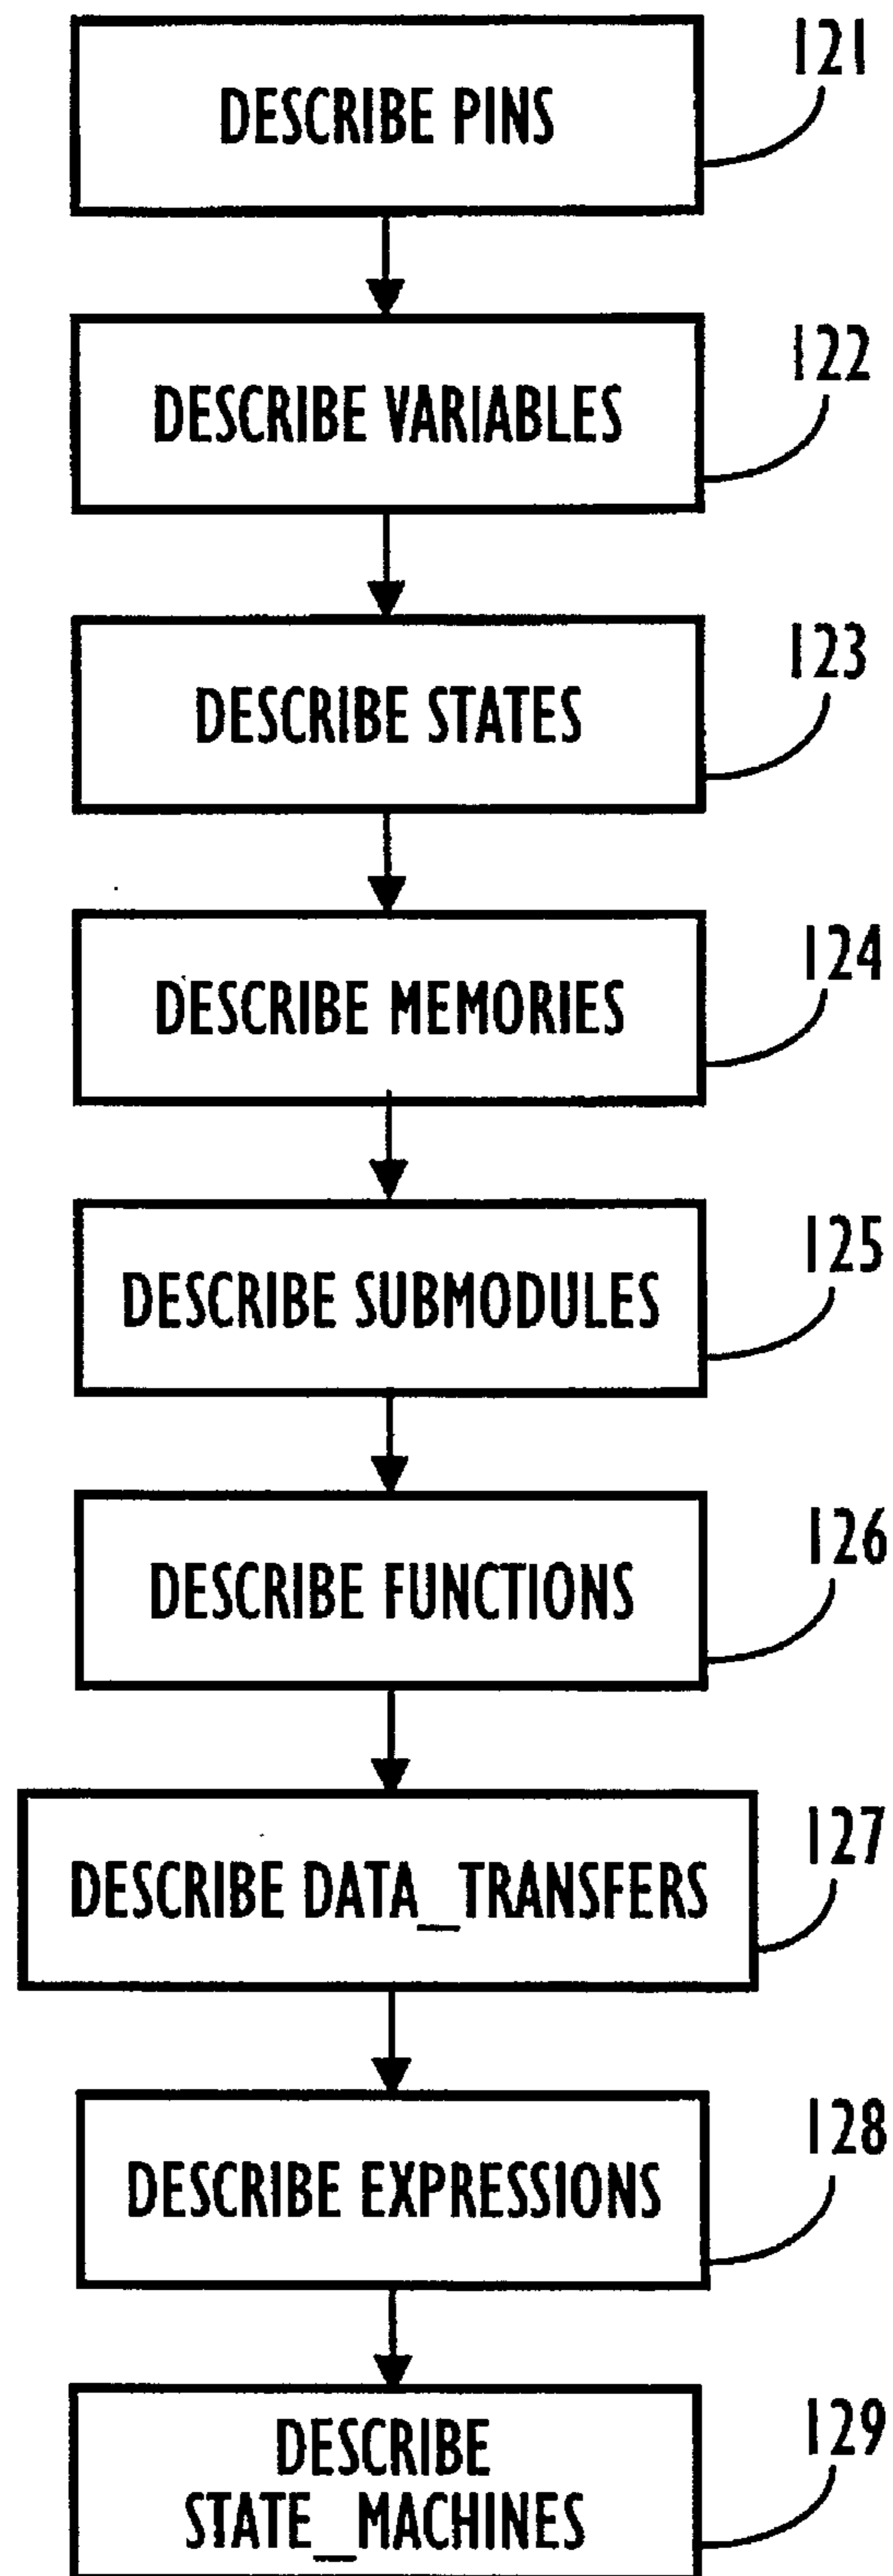 121
DESCRIBE PINS
122
DESCRIBE VARIABLES
123
DESCRIBE STATES
124
DESCRIBE MEMORIES
125
DESCRIBE SUBMODULES
126
DESCRIBE FUNCTIONS
127
DESCRIBE DATA_TRANSFERS
128
DESCRIBE EXPRESSIONS
129
DESCRIBE
STATE_MACHINES